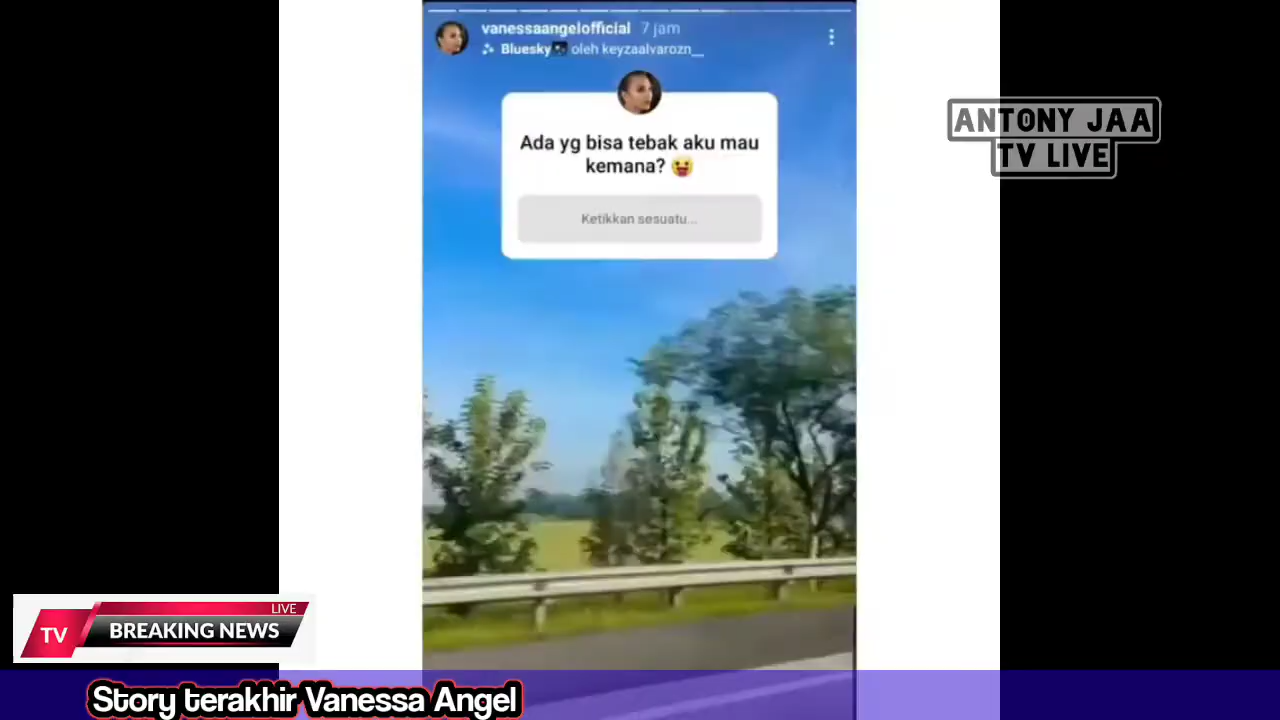 vanessaangelofficial 7 jam
Bluesky oleh keyzaalvarozn__
Ada yg bisa tebak aku mau
kemana?
Ketikkan sesuatu...
ANTONY JAA
TV LIVE
LIVE
TV BREAKING NEWS
Story terakhir Vanessa Angel